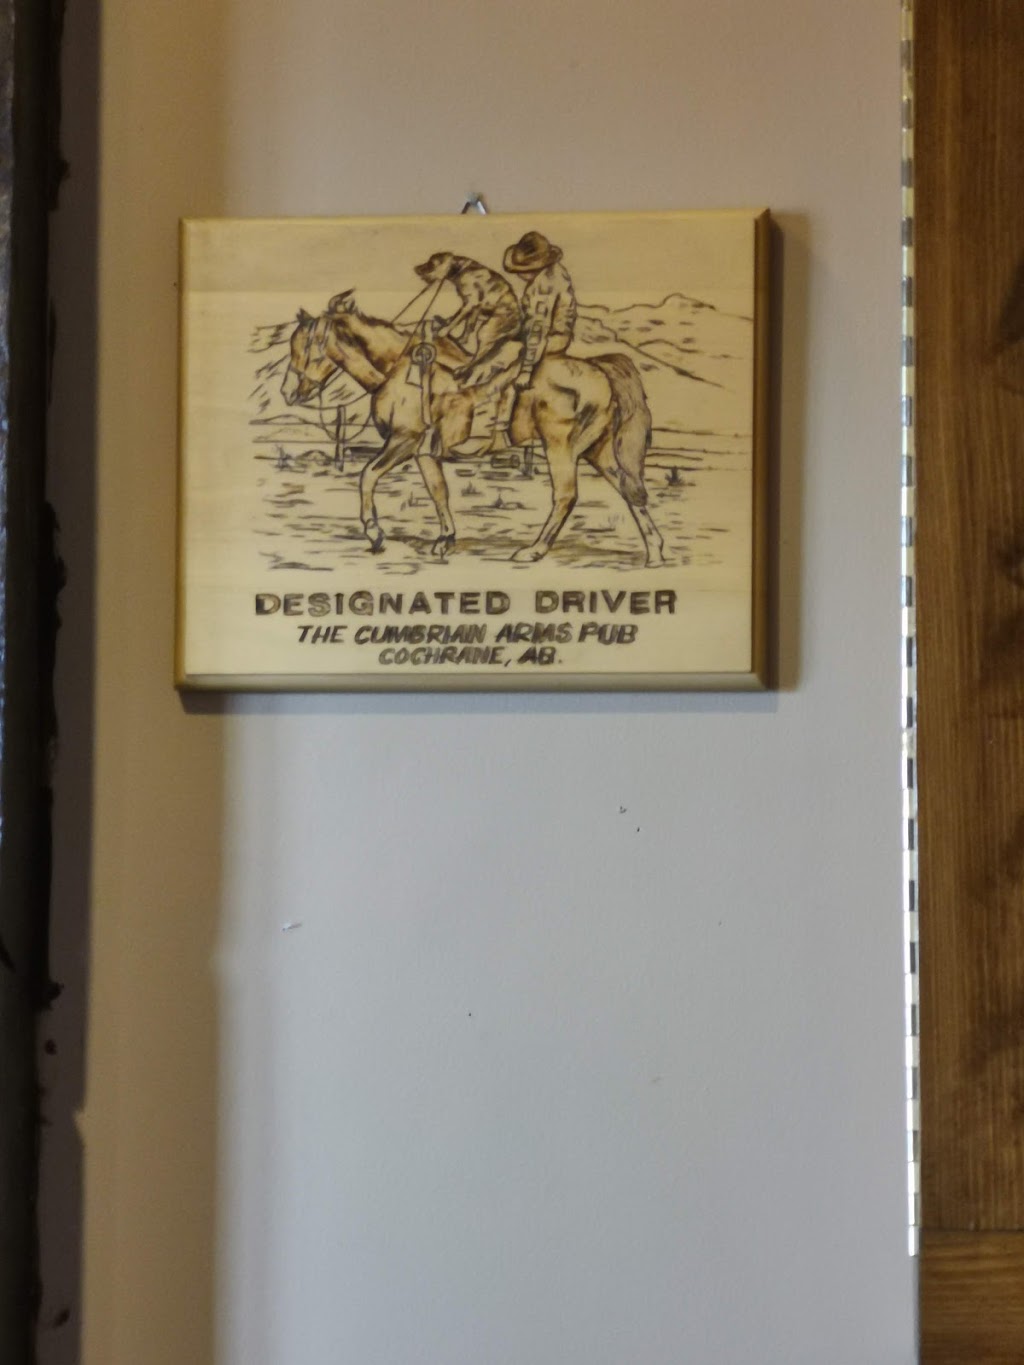 DESIGNATED DRIVER
THE CUMBRIAN ARMS PUB
COCHRANE, AB.